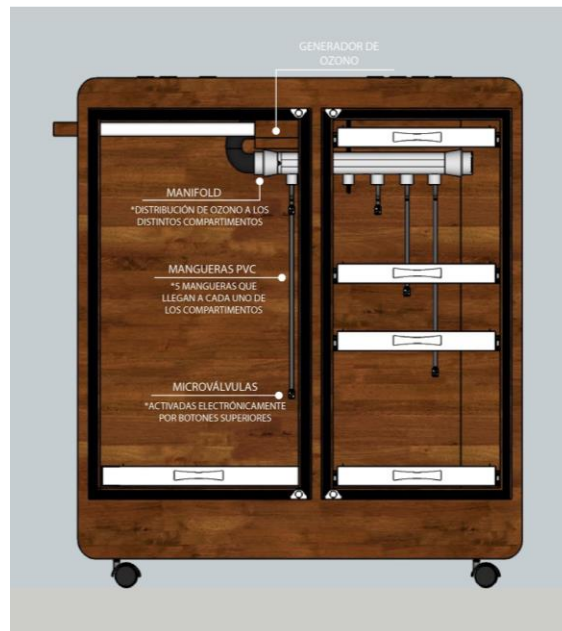 GENERADOR DE
OZONO
MANIFOLD
*DISTRIBUCIÓN DE OZONO A LOS
DISTINTOS COMPARTIMENTOS
MANGUERAS PVC
*5 MANGUERAS QUE
LLEGAN A CADA UNO DE
LOS COMPARTIMENTOS
MICROVÁLVULAS
*ACTIVADAS ELECTRÓNICAMENTE
POR BOTONES SUPERIORES